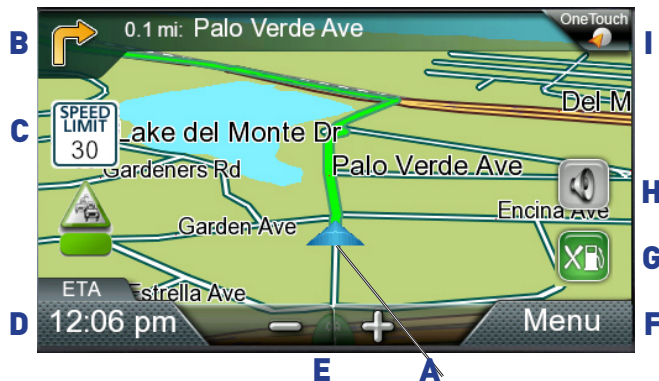 B
0.1 mi: Palo Verde Ave
OneTouch
I
Del M
C
SPEED
LIMIT
30
Lake del Monte Dr
Gardeners Rd
Palo Verde Ave
H
Garden Ave
Encina Ave
G
X
ETA
Estrella Ave
D
12:06 pm
Menu
F
E
A